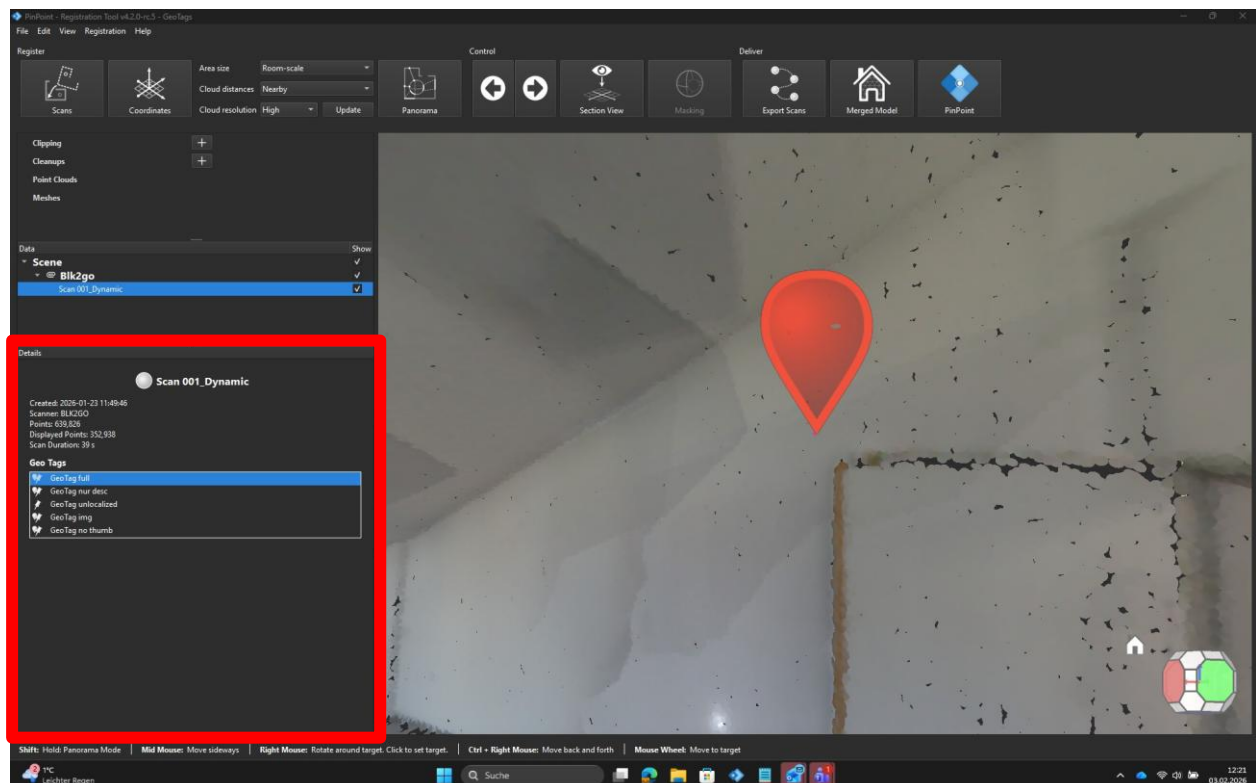 PinPoint - Registration Tool v4.2.0-rc.5 - GeoTags
File Edit View Registration Help
Register Control Deliver
Area size Room-scale
Cloud distances Nearby
Cloud resolution High Update
Scans Coordinates Panorama Section View Masking Export Scans Merged Model PinPoint
Clipping
Cleanups
Point Clouds
Meshes
Data Show
Scene
Blk2go
Scan 001_Dynamic
Details
Scan 001_Dynamic
Created: 2026-01-23 11:49:46
Scanner: BLK2GO
Points: 639,826
Displayed Points: 352,938
Scan Duration: 39 s
Geo Tags
GeoTag full
GeoTag nur desc
GeoTag unlocalized
GeoTag img
GeoTag no thumb
Shift: Hold: Panorama Mode | Mid Mouse: Move sideways | Right Mouse: Rotate around target. Click to set target. | Ctrl + Right Mouse: Move back and forth | Mouse Wheel: Move to target
2 1°C
Leichter Regen
Suche
1
12:21
03.02.2026